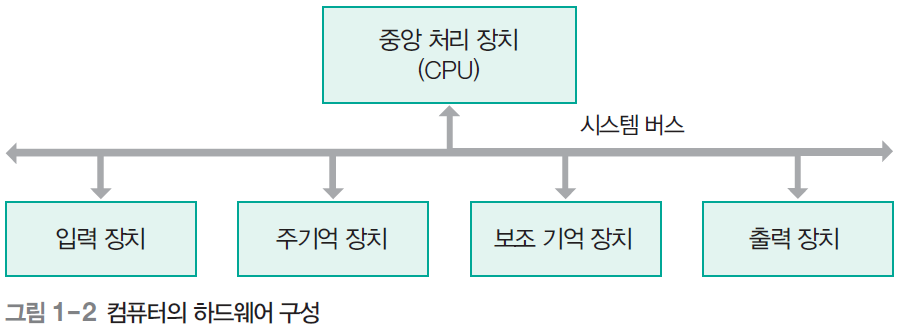 중앙 처리 장치
(CPU)
시스템 버스
입력 장치
주기억 장치
보조 기억 장치
출력 장치
그림 1-2 컴퓨터의 하드웨어 구성